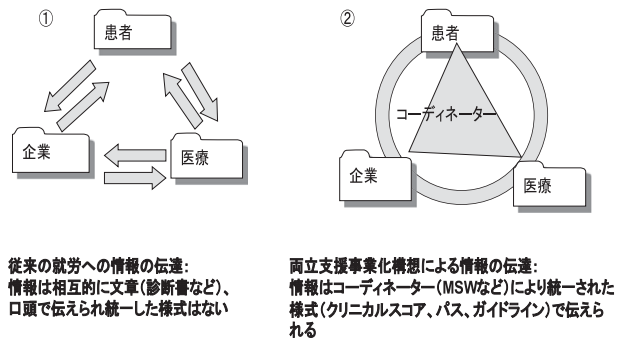 ①
患者
企業
医療
従来の就労への情報の伝達：
情報は相互的に文章（診断書など）、
口頭で伝えられ統一した様式はない
②
患者
コーディネーター
企業
医療
両立支援事業化構想による情報の伝達：
情報はコーディネーター（MSWなど）により統一された
様式（クリニカルスコア、パス、ガイドライン）で伝えら
れる